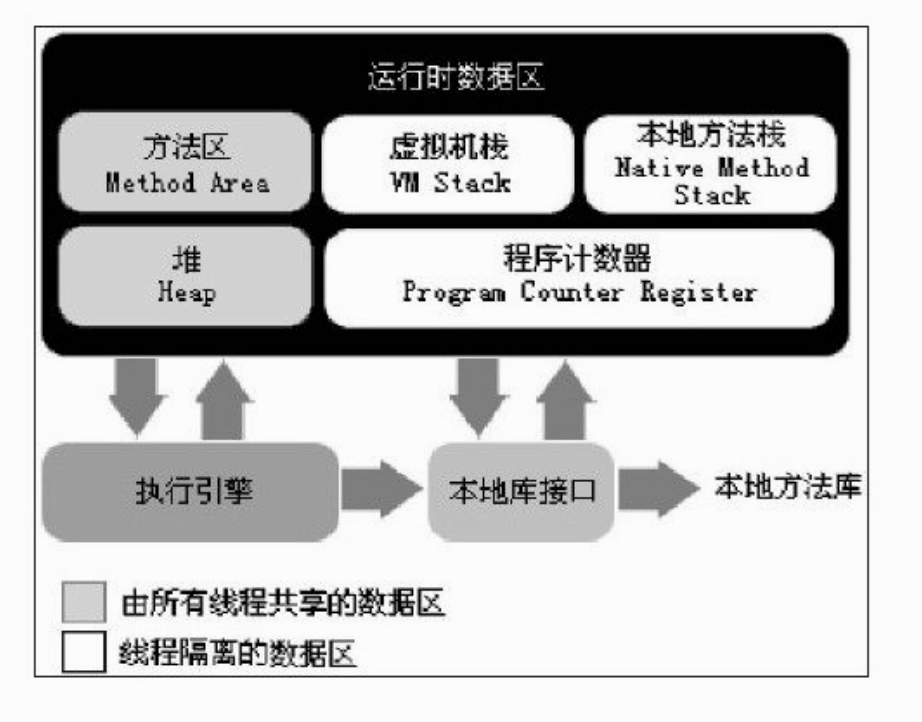 运行时数据区
方法区
Method Area
虚拟机栈
VM Stack
本地方法栈
Native Method
Stack
堆
Heap
程序计数器
Program Counter Register
执行引擎
本地库接口
本地方法库
由所有线程共享的数据区
线程隔离的数据区